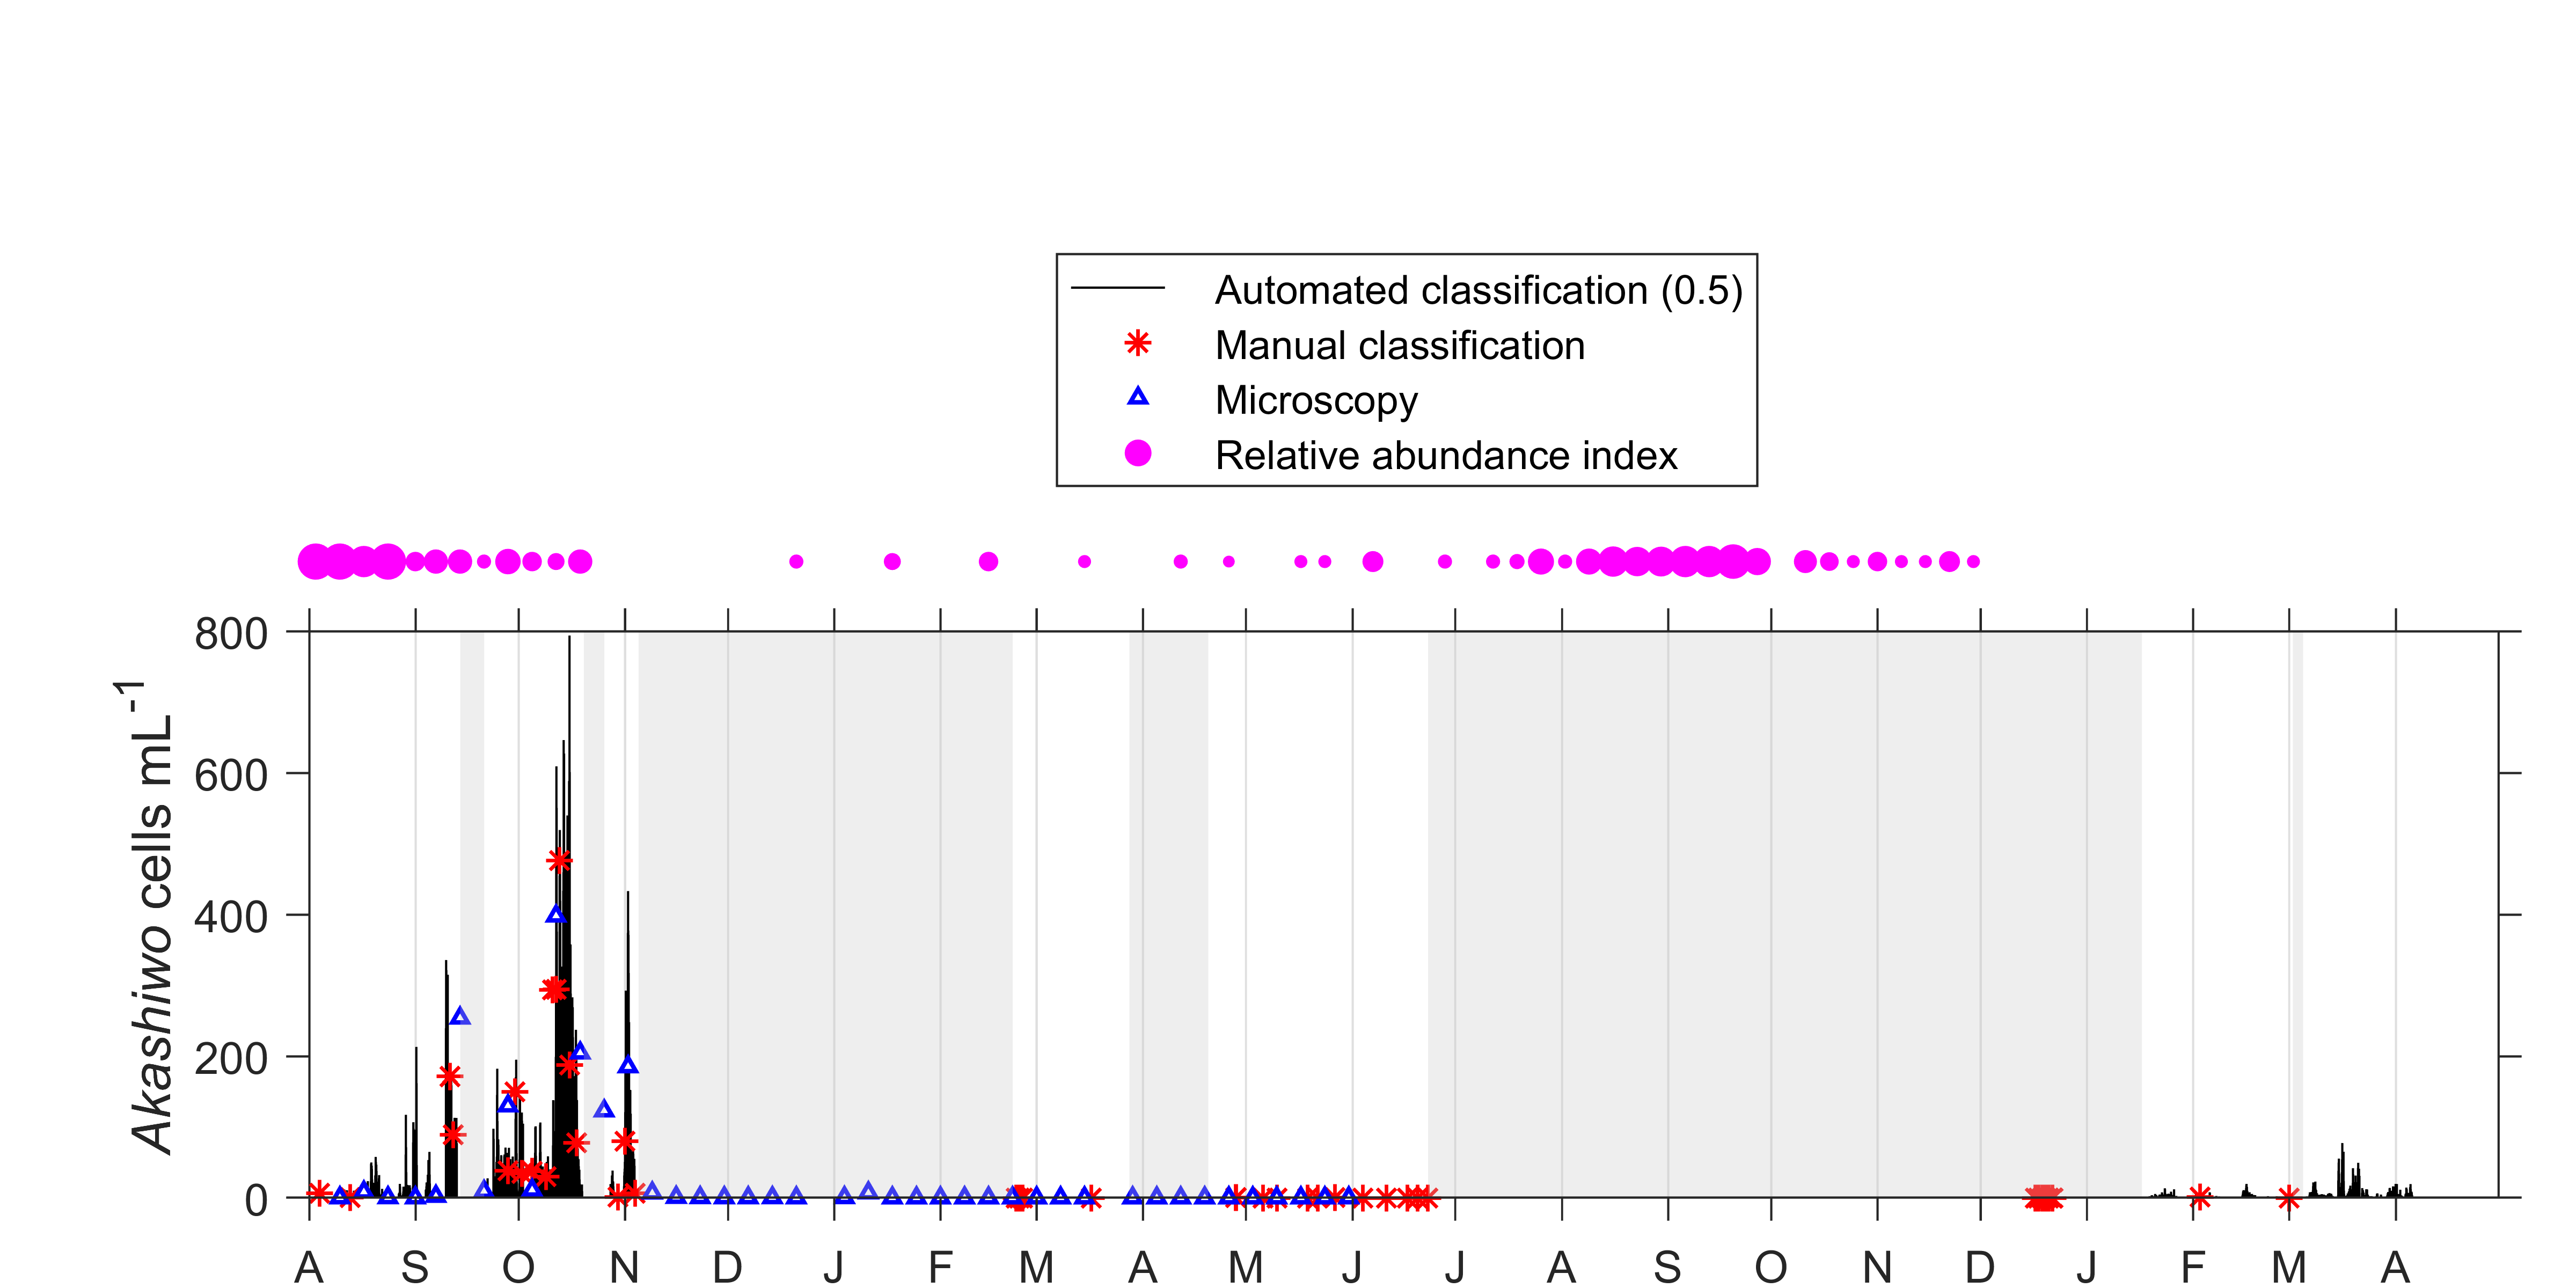 Automated classification (0.5)
Manual classification
Microscopy
Relative abundance index
800
600
400
200
0
Akashiwo cells mL-1
A S O N D J F M A M J J A S O N D J F M A